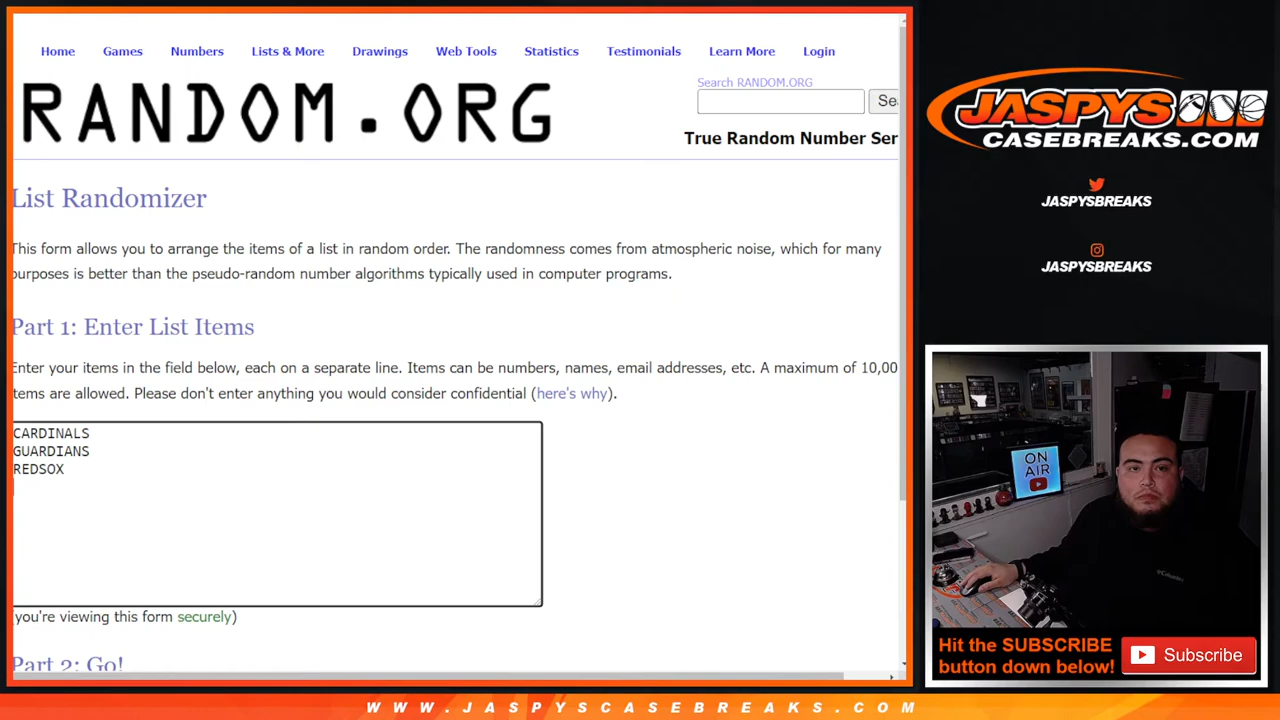 Home Games Numbers Lists & More Drawings Web Tools Statistics Testimonials Learn More Login
RANDOM.ORG
Search RANDOM.ORG
Sea
True Random Number Ser
List Randomizer
This form allows you to arrange the items of a list in random order. The randomness comes from atmospheric noise, which for many
purposes is better than the pseudo-random number algorithms typically used in computer programs.
Part 1: Enter List Items
Enter your items in the field below, each on a separate line. Items can be numbers, names, email addresses, etc. A maximum of 10,00
items are allowed. Please don't enter anything you would consider confidential (here's why).
CARDINALS
GUARDIANS
REDSOX
(you're viewing this form securely)
Part 2: Go!
JASPYS
CASEBREAKS.COM
JASPYSBREAKS
JASPYSBREAKS
ON
AIR
Columbia
Hit the SUBSCRIBE
button down below!
Subscribe
WWW.JASPYSCASEBREAKS.COM